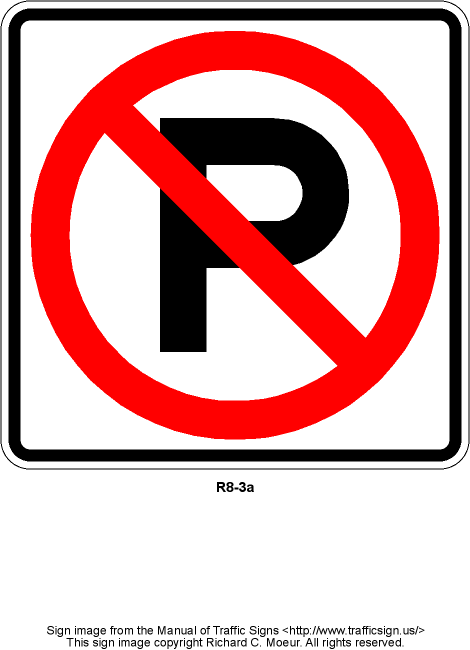 P
R8-3a
Sign image from the Manual of Traffic Signs <http://www.trafficsign.us/>
This sign image copyright Richard C. Moeur. All rights reserved.